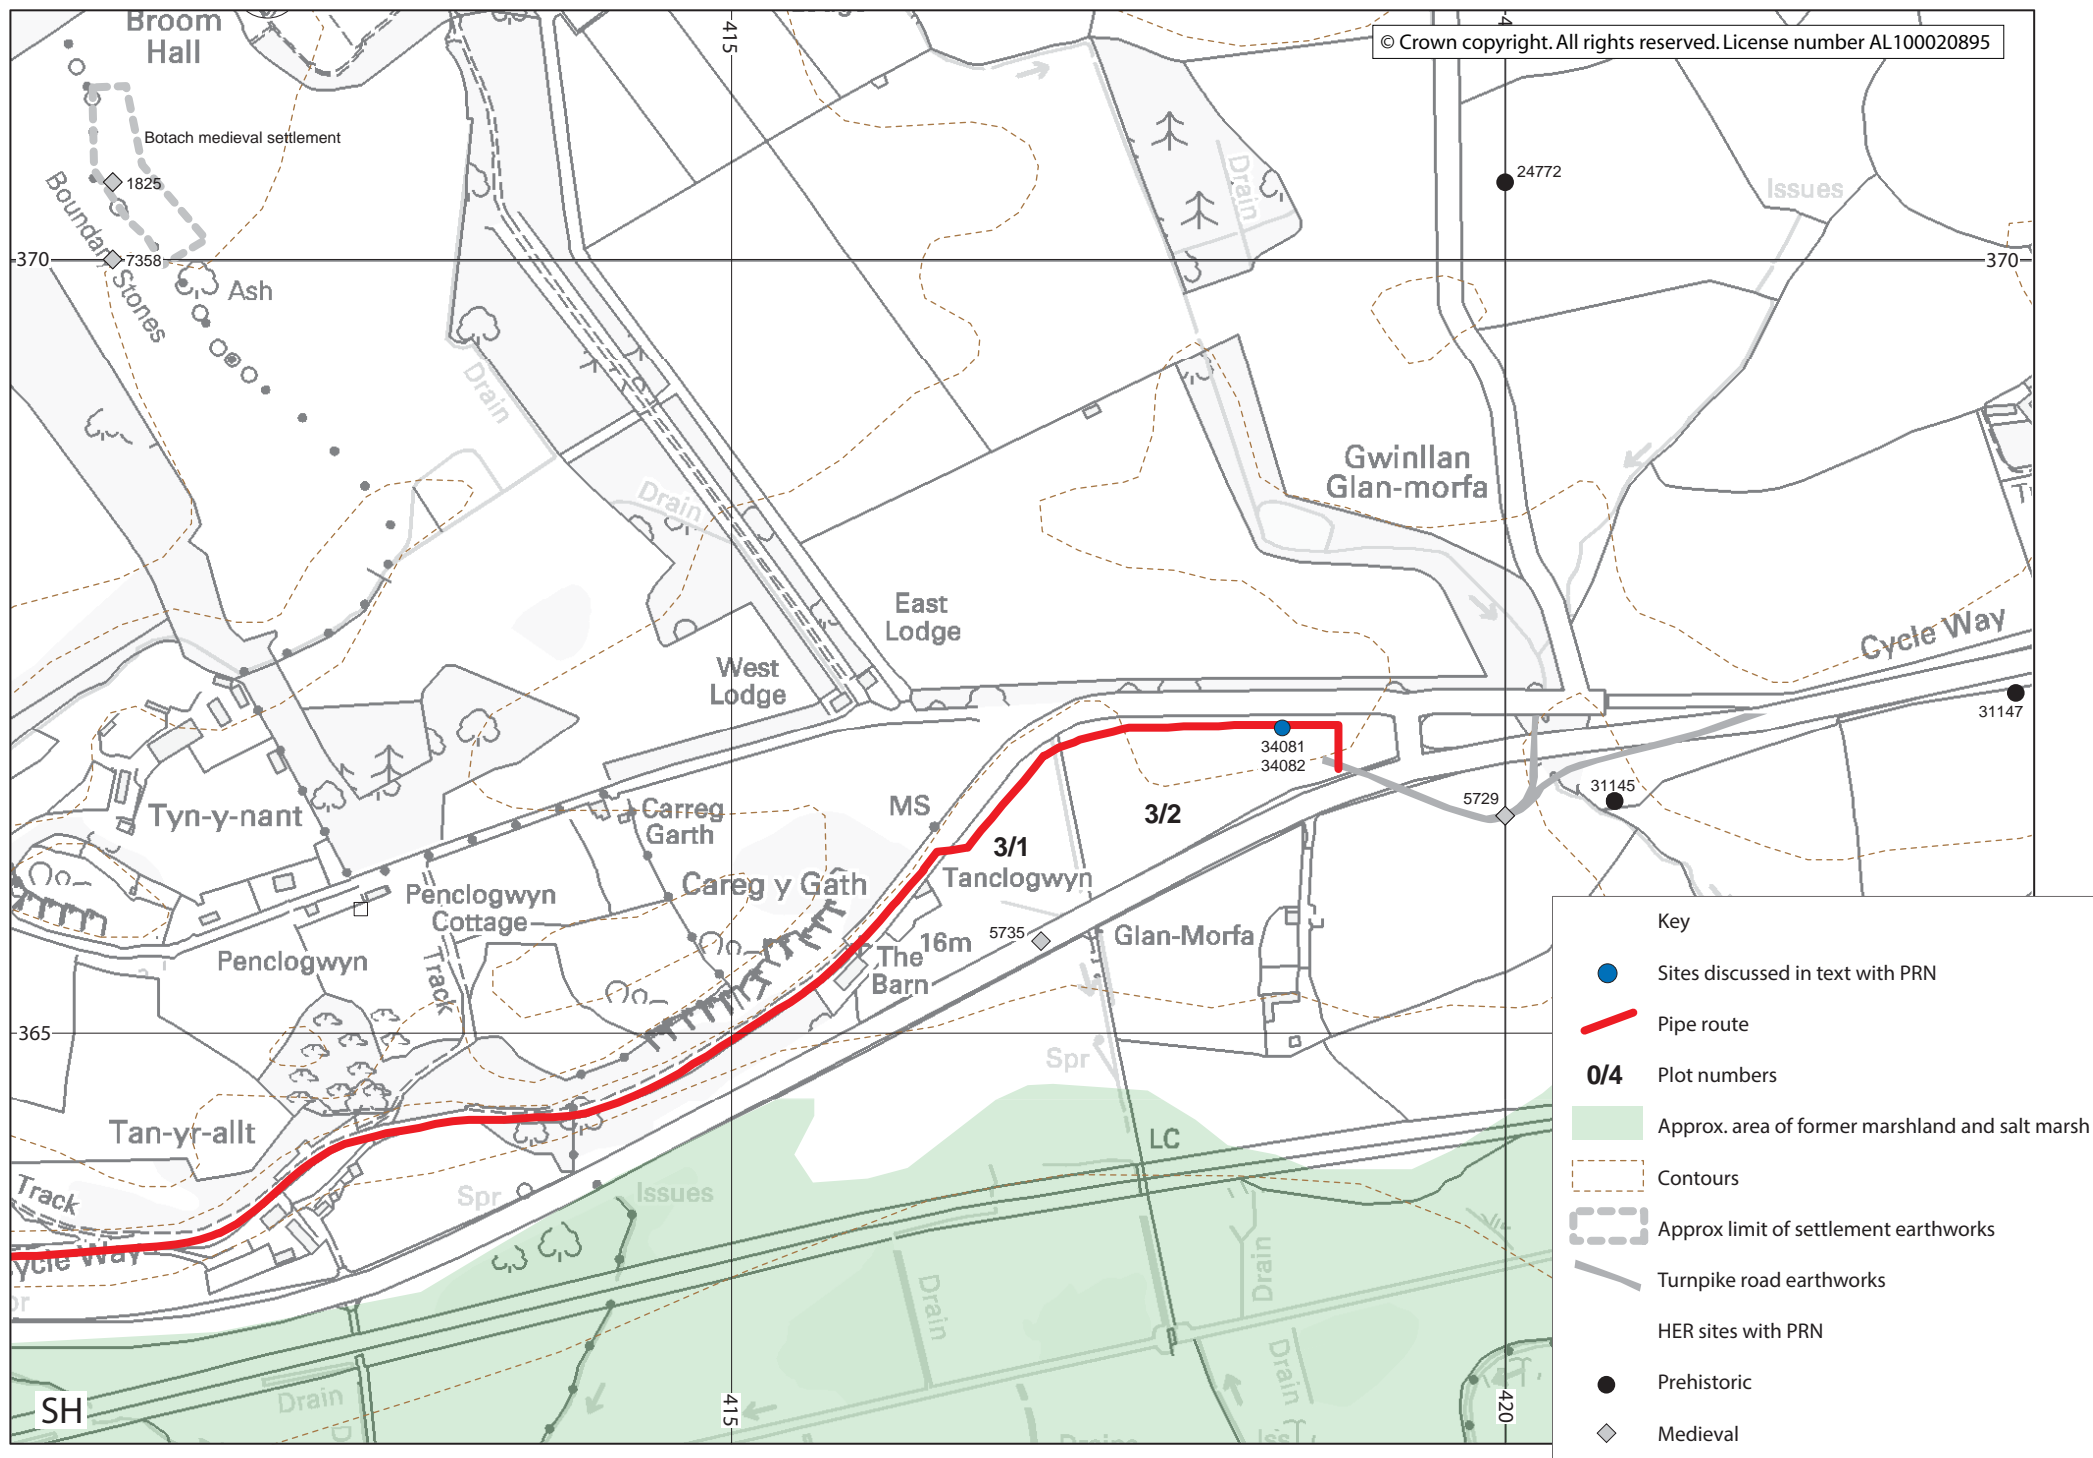 Broom
Hall
415
© Crown copyright. All rights reserved. License number AL100020895
Botach medieval settlement
1825
Boundary Stones
7358
370
Ash
Drain
24772
Issues
370
Drain
Drain
Gwinllan
Glan-morfa
East
Lodge
West
Lodge
Cycle Way
31147
34081
34082
MS
3/2
5729
31145
Tyn-y-nant
Carreg
Garth
3/1
Tanclogwyn
Careg y Gath
Penclogwyn
Cottage
Track
Penclogwyn
16m
The
Barn
5735
Glan-Morfa
365
Spr
Tan-yr-allt
LC
Track
Spr
Issues
ycle Way
Drain
Drain
Drain
Drain
SH
415
420
Drains
Key
Sites discussed in text with PRN
Pipe route
0/4 Plot numbers
Approx. area of former marshland and salt marsh
Contours
Approx limit of settlement earthworks
Turnpike road earthworks
HER sites with PRN
Prehistoric
Medieval